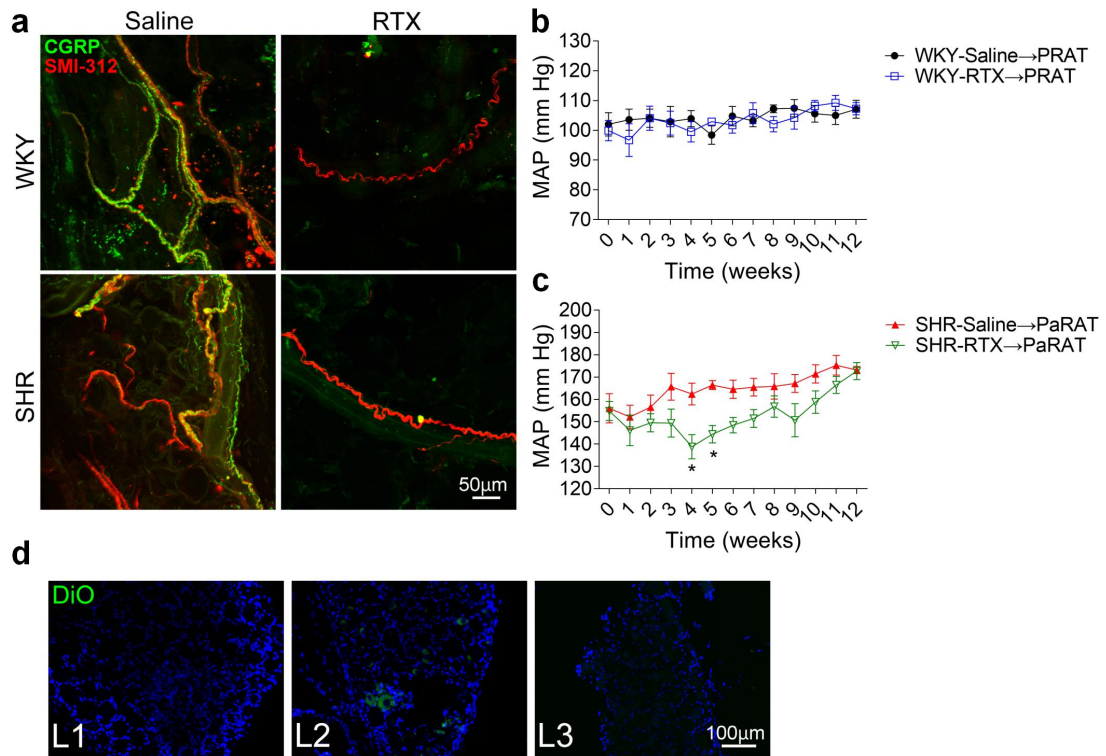 a
Saline
RTX
CGRP
SMI-312
WKY
SHR
50μm
b
MAP (mm Hg)
130
120
110
100
90
80
70
0 1 2 3 4 5 6 7 8 9 10 11 12
Time (weeks)
WKY-Saline→PRAT
WKY-RTX→PRAT
c
MAP (mm Hg)
200
190
180
170
160
150
140
130
120
* *
0 1 2 3 4 5 6 7 8 9 10 11 12
Time (weeks)
SHR-Saline→PaRAT
SHR-RTX→PaRAT
d
DiO
L1
L2
L3
100μm